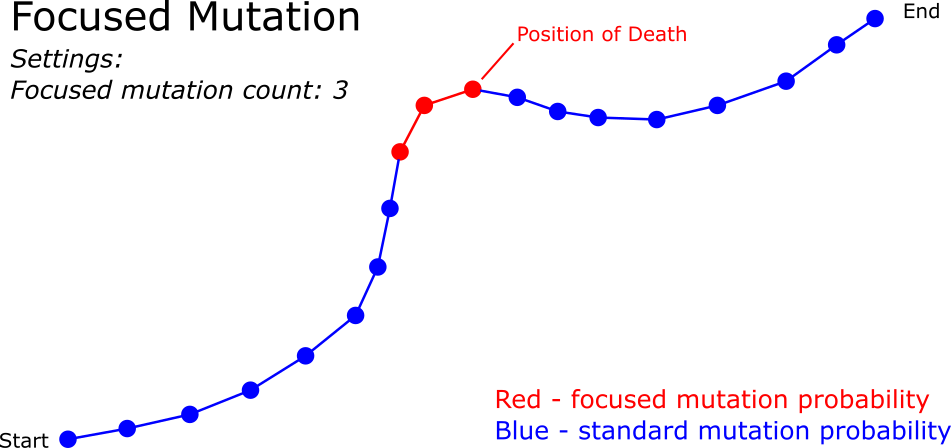 Focused Mutation
Settings:
Focused mutation count: 3
End
Position of Death
Red - focused mutation probability
Blue - standard mutation probability
Start